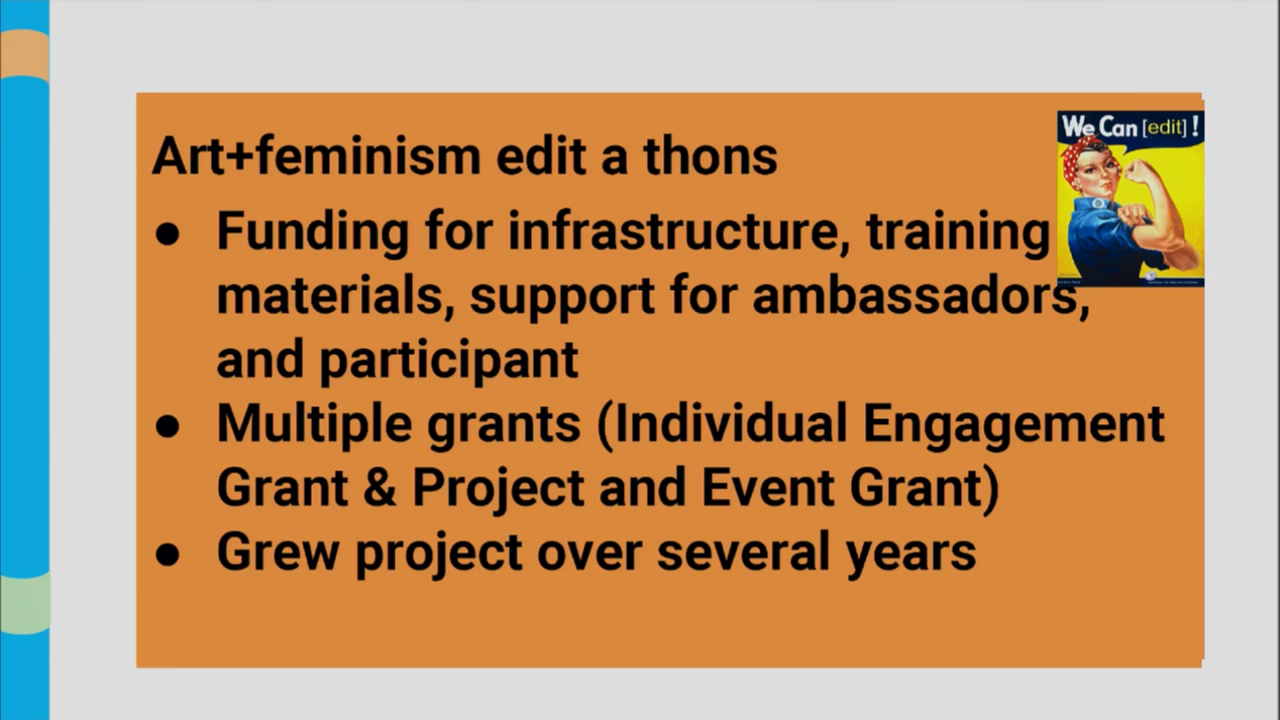 Art+feminism edit a thons
We Can [edit] !
● Funding for infrastructure, training
materials, support for ambassadors,
and participant
● Multiple grants (Individual Engagement
Grant & Project and Event Grant)
● Grew project over several years